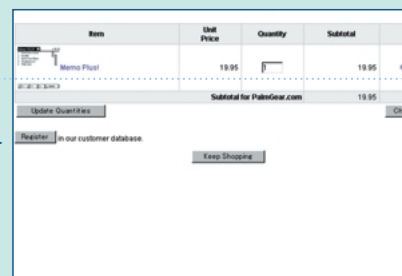 Item Unit Price Quantity Subtotal
Memo Plus! 19.95 1 19.95
Subtotal for PalmGear.com 19.95
Update Quantities
Register in our customer database.
Keep Shopping